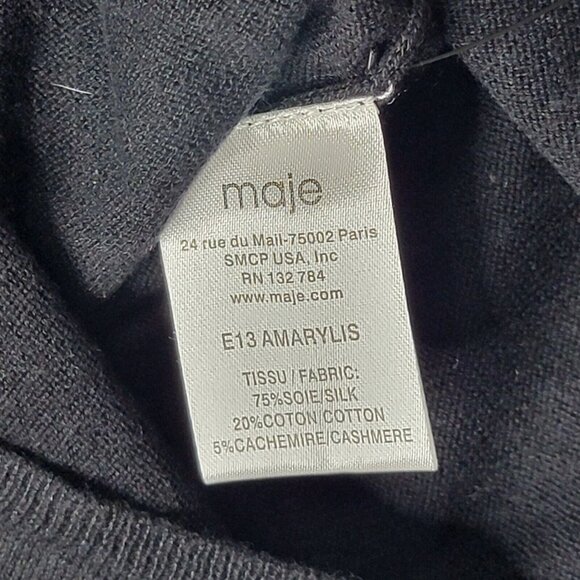 maje
24 rue du Mail-75002 Paris
SMCP USA, Inc
RN 132 784
www.maje.com
E13 AMARYLIS
TISSU / FABRIC:
75%SOIE/SILK
20%COTON COTTON
5%CACHEMIRE/CASHMERE